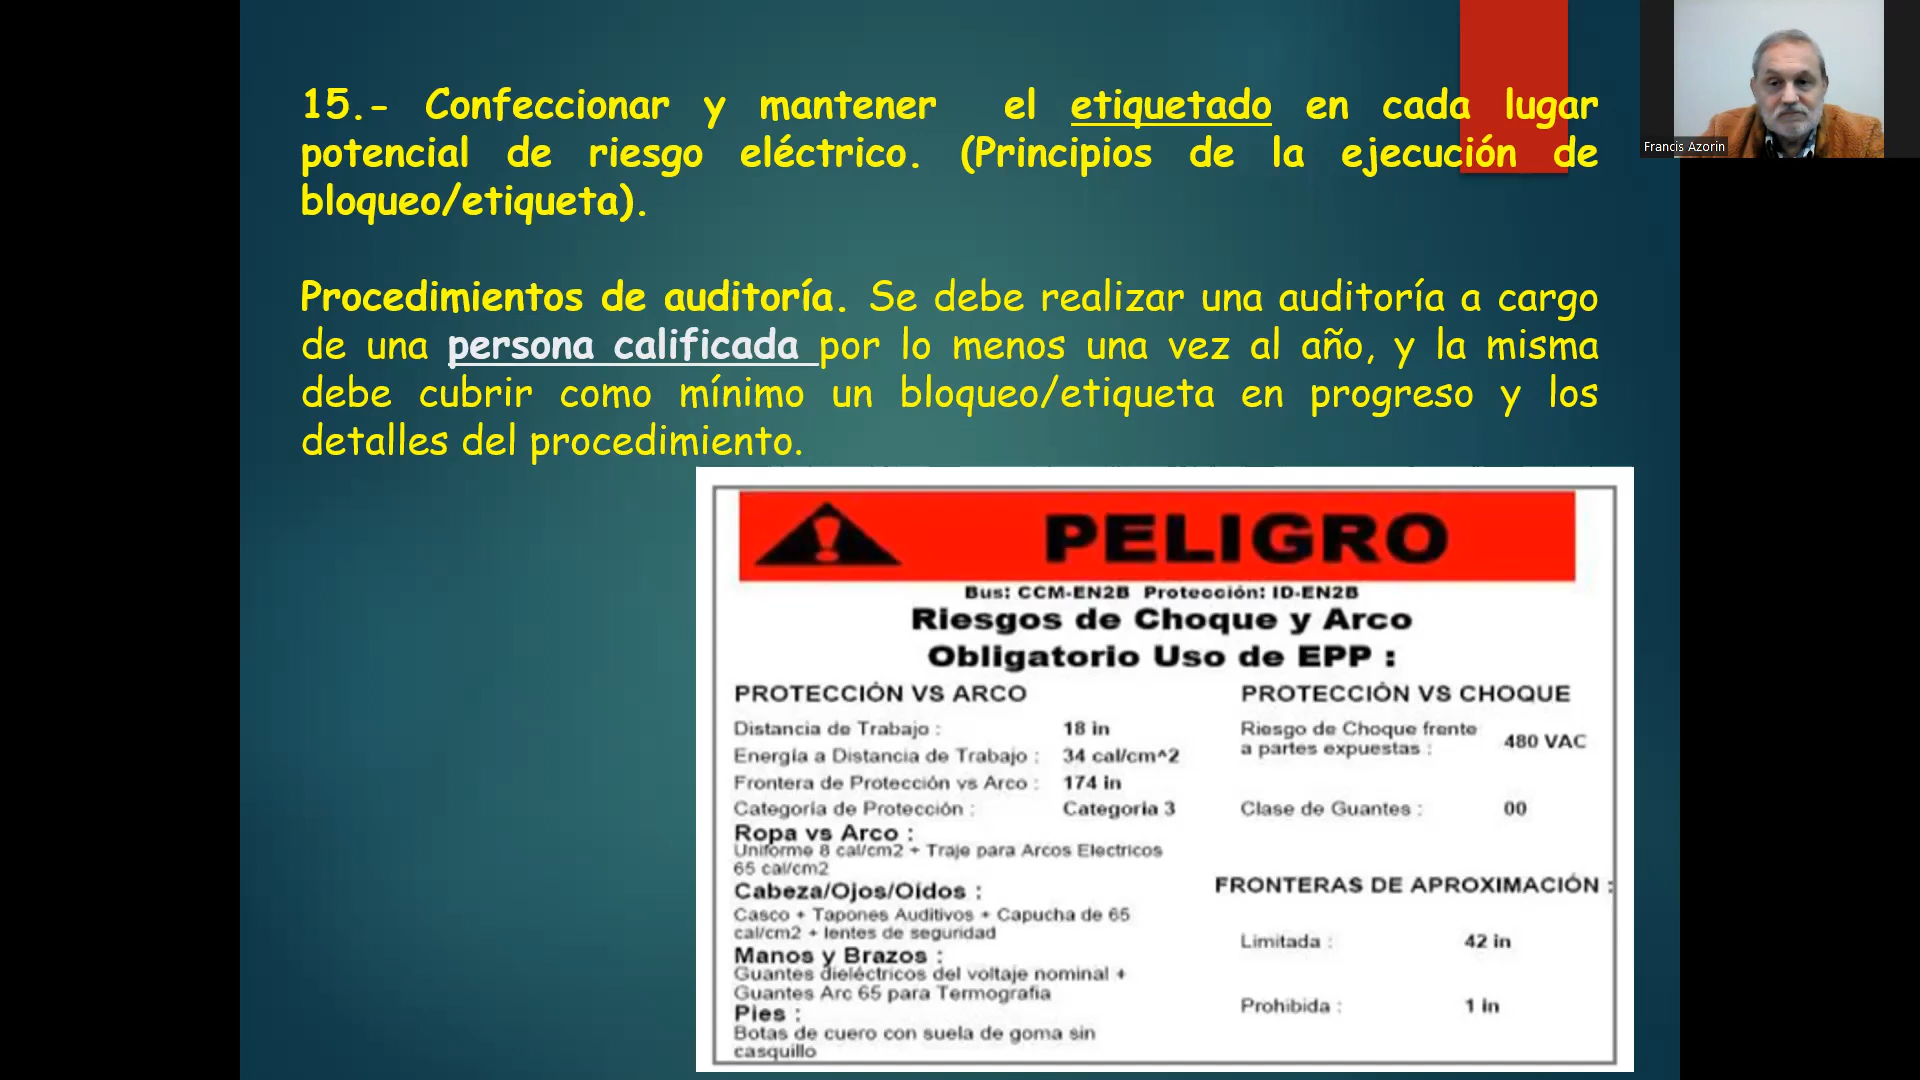 15.- Confeccionar y mantener el etiquetado en cada lugar
potencial de riesgo eléctrico. (Principios de la ejecución de
bloqueo/etiqueta).
Procedimientos de auditoría. Se debe realizar una auditoría a cargo
de una persona calificada por lo menos una vez al año, y la misma
debe cubrir como mínimo un bloqueo/etiqueta en progreso y los
detalles del procedimiento.
Francis Azorin
PELIGRO
Bus: CCM-EN2B Protección: ID-EN2B
Riesgos de Choque y Arco
Obligatorio Uso de EPP :
PROTECCIÓN VS ARCO
Distancia de Trabajo : 18 in
Energía a Distancia de Trabajo : 34 cal/cm^2
Frontera de Protección vs Arco : 174 in
Categoría de Protección : Categoria 3
Ropa vs Arco :
Uniforme 8 cal/cm2 + Traje para Arcos Electricos
65 cal/cm2
Cabeza/Ojos/Oídos :
Casco + Tapones Auditivos + Capucha de 65
cal/cm2 + lentes de seguridad
Manos y Brazos :
Guantes dieléctricos del voltaje nominal +
Guantes Arc 65 para Termografia
Pies :
Botas de cuero con suela de goma sin
casquillo
PROTECCIÓN VS CHOQUE
Riesgo de Choque frente
a partes expuestas : 480 VAC
Clase de Guantes : 00
FRONTERAS DE APROXIMACIÓN :
Limitada : 42 in
Prohibida : 1 in